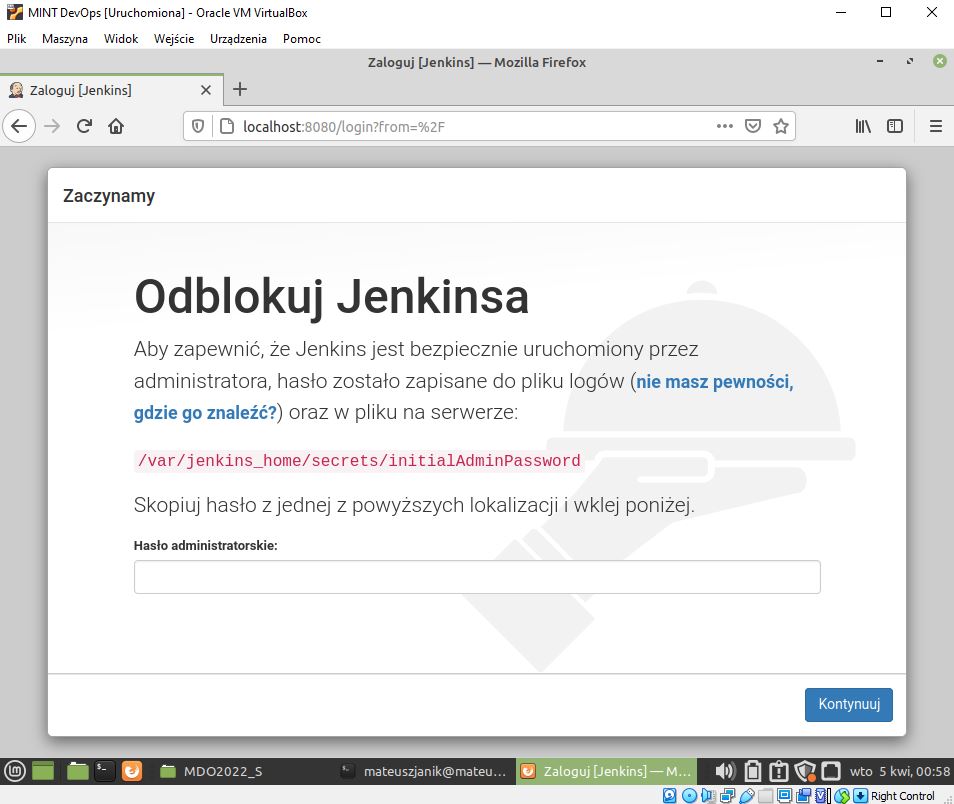 MINT DevOps [Uruchomiona] - Oracle VM VirtualBox
Plik Maszyna Widok Wejście Urządzenia Pomoc
Zaloguj [Jenkins] — Mozilla Firefox
Zaloguj [Jenkins]
localhost:8080/login?from=%2F
Zaczynamy
Odblokuj Jenkinsa
Aby zapewnić, że Jenkins jest bezpiecznie uruchomiony przez
administratora, hasło zostało zapisane do pliku logów (nie masz pewności,
gdzie go znaleźć?) oraz w pliku na serwerze:
/var/jenkins_home/secrets/initialAdminPassword
Skopiuj hasło z jednej z powyższych lokalizacji i wklej poniżej.
Hasło administratorskie:
Kontynuuj
MDO2022_S mateuszjanik@mateu... Zaloguj [Jenkins] — M... wto 5 kwi, 00:58
Right Control